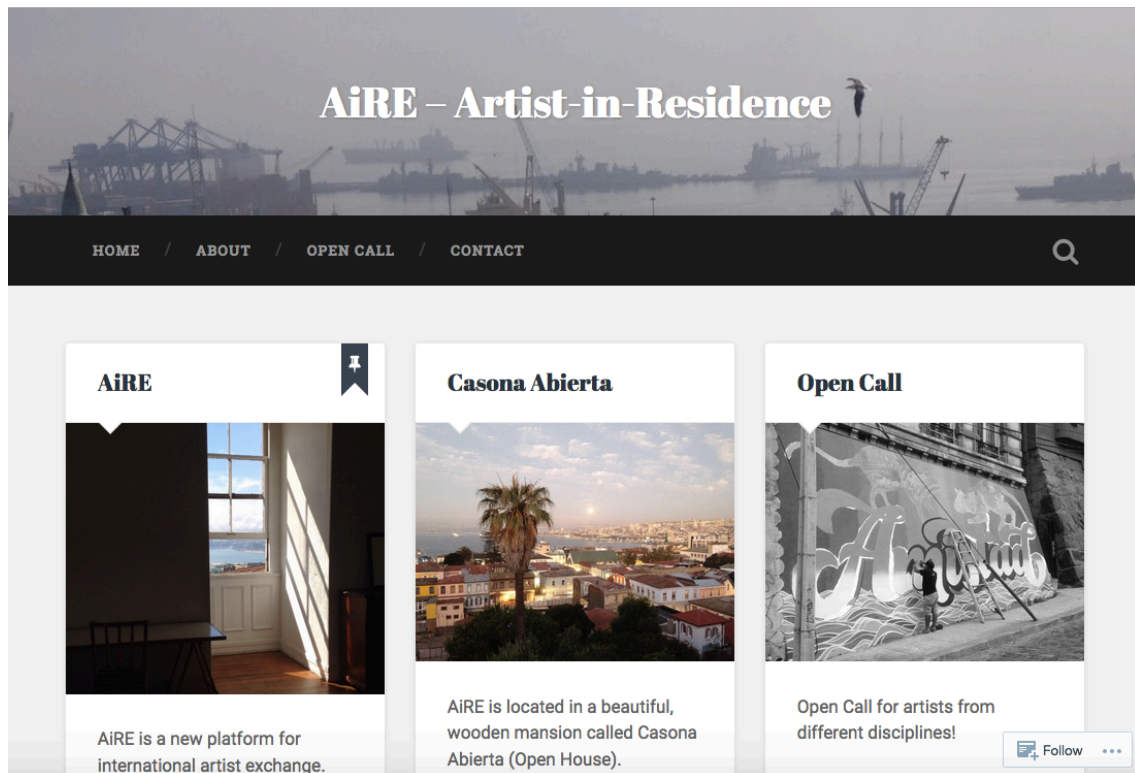 AiRE – Artist-in-Residence
HOME / ABOUT / OPEN CALL / CONTACT
AiRE
Casona Abierta
Open Call
Amistad
AiRE is a new platform for
international artist exchange.
AiRE is located in a beautiful,
wooden mansion called Casona
Abierta (Open House).
Open Call for artists from
different disciplines!
Follow